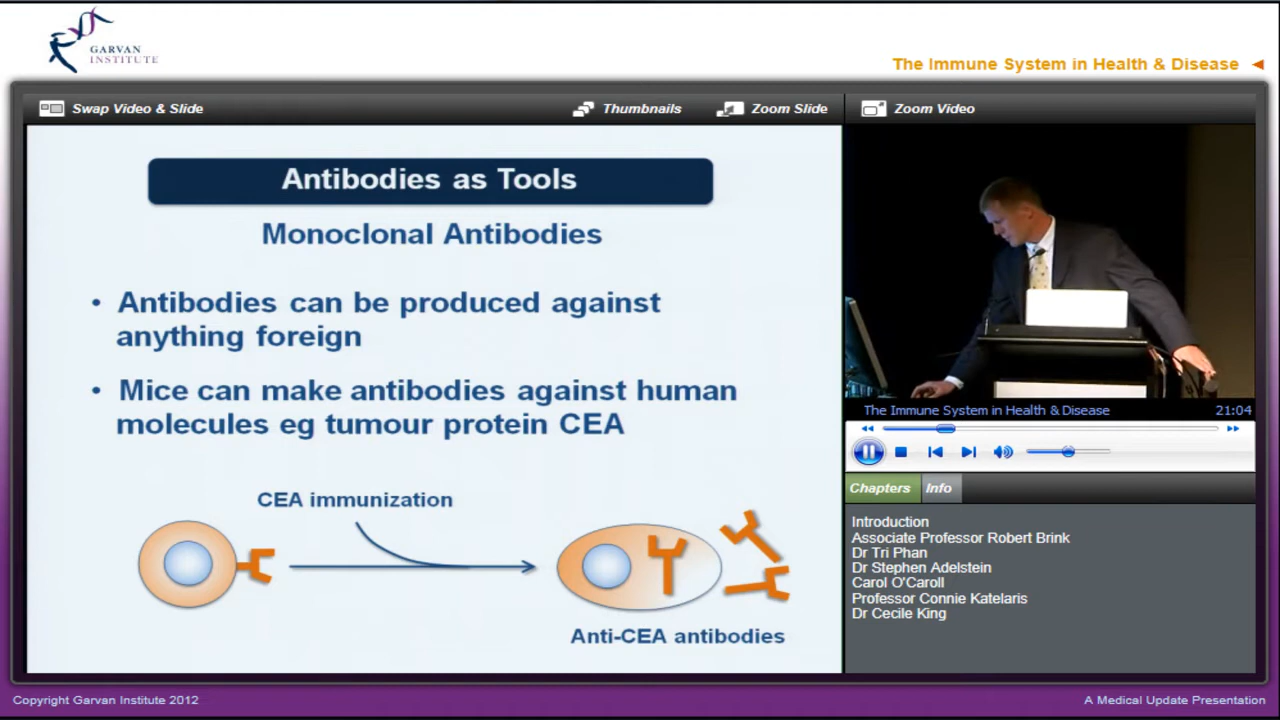 GARVAN
INSTITUTE
The Immune System in Health & Disease
Swap Video & Slide
Thumbnails
Zoom Slide
Zoom Video
Antibodies as Tools
Monoclonal Antibodies
• Antibodies can be produced against
anything foreign
• Mice can make antibodies against human
molecules eg tumour protein CEA
CEA immunization
Anti-CEA antibodies
The Immune System in Health & Disease 21:04
Chapters
Info
Introduction
Associate Professor Robert Brink
Dr Tri Phan
Dr Stephen Adelstein
Carol O'Caroll
Professor Connie Katelaris
Dr Cecile King
Copyright Garvan Institute 2012
A Medical Update Presentation